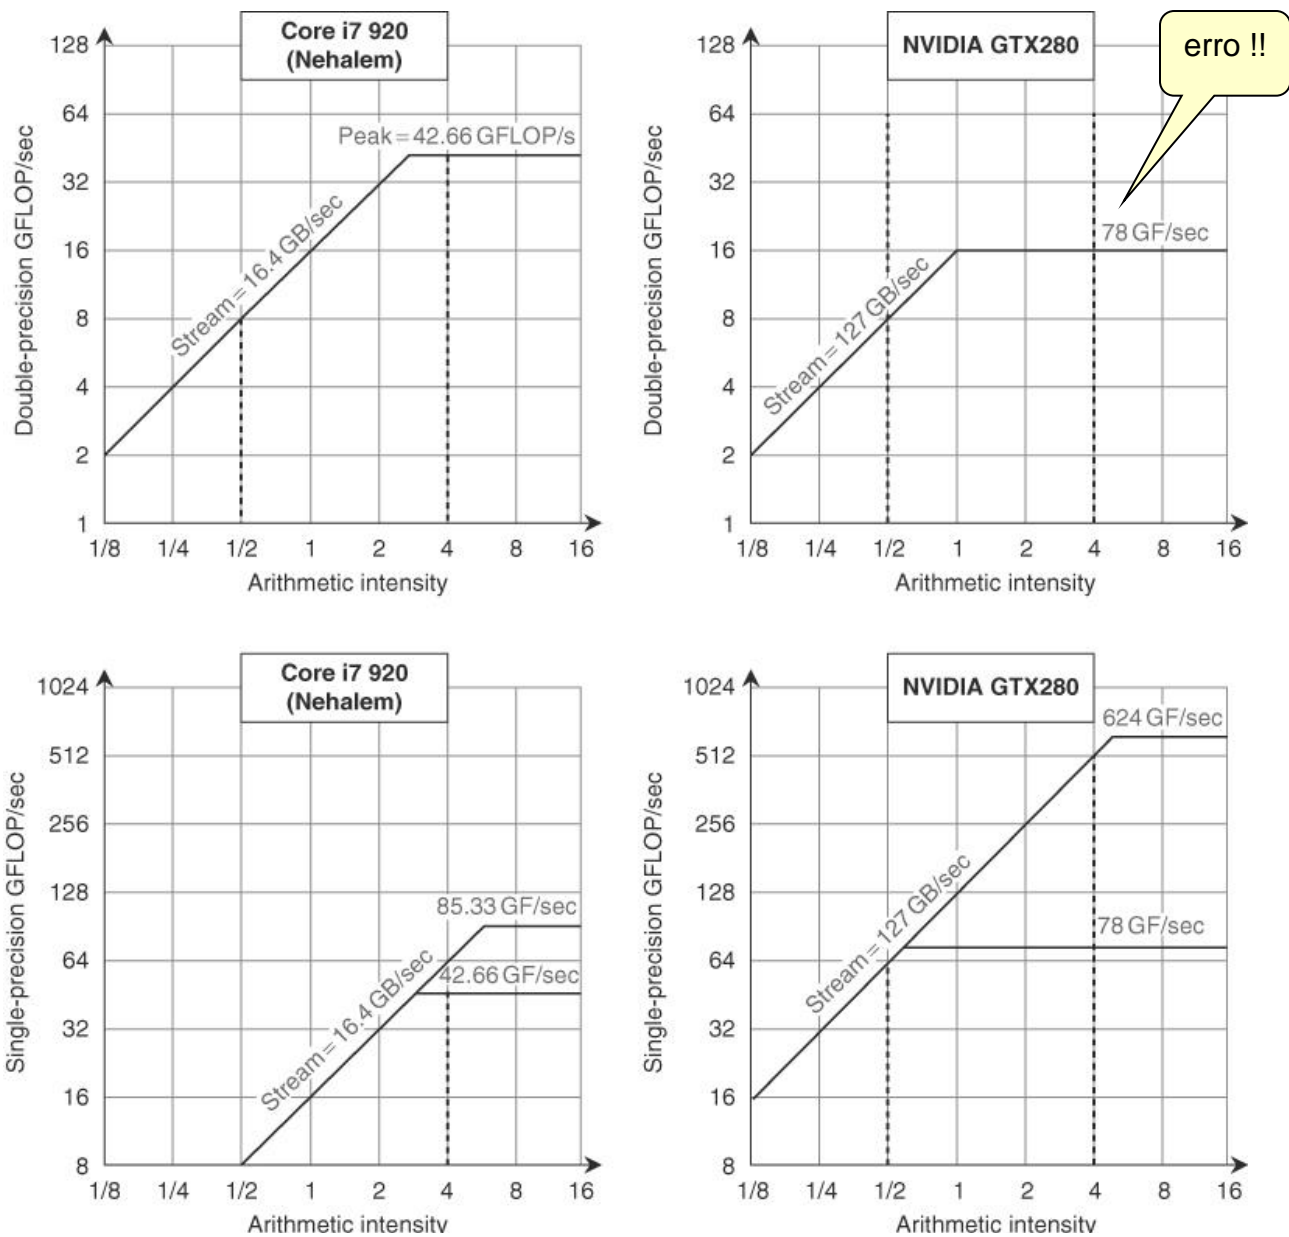 Core i7 920
(Nehalem)
Double-precision GFLOP/sec
128
64
32
16
8
4
2
1
Peak=42.66 GFLOP/s
Stream=16.4 GB/sec
1/8 1/4 1/2 1 2 4 8 16
Arithmetic intensity
NVIDIA GTX280
erro !!
Double-precision GFLOP/sec
128
64
32
16
8
4
2
1
78 GF/sec
Stream=127 GB/sec
1/8 1/4 1/2 1 2 4 8 16
Arithmetic intensity
Core i7 920
(Nehalem)
Single-precision GFLOP/sec
1024
512
256
128
64
32
16
8
85.33 GF/sec
42.66 GF/sec
Stream=16.4 GB/sec
1/8 1/4 1/2 1 2 4 8 16
Arithmetic intensity
NVIDIA GTX280
Single-precision GFLOP/sec
1024
512
256
128
64
32
16
8
624 GF/sec
78 GF/sec
Stream=127 GB/sec
1/8 1/4 1/2 1 2 4 8 16
Arithmetic intensity